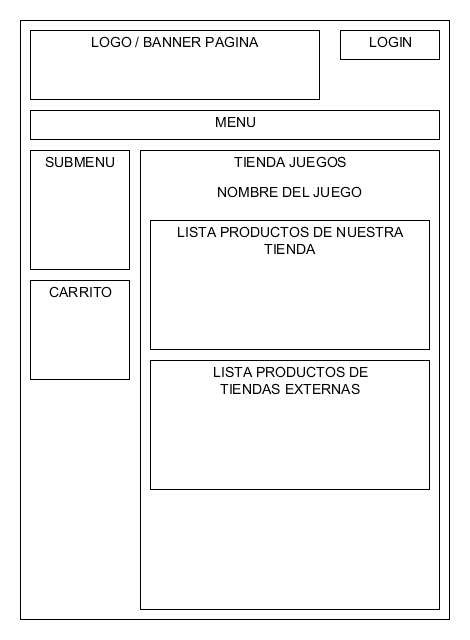 LOGO / BANNER PAGINA
LOGIN
MENU
SUBMENU
CARRITO
TIENDA JUEGOS
NOMBRE DEL JUEGO
LISTA PRODUCTOS DE NUESTRA
TIENDA
LISTA PRODUCTOS DE
TIENDAS EXTERNAS